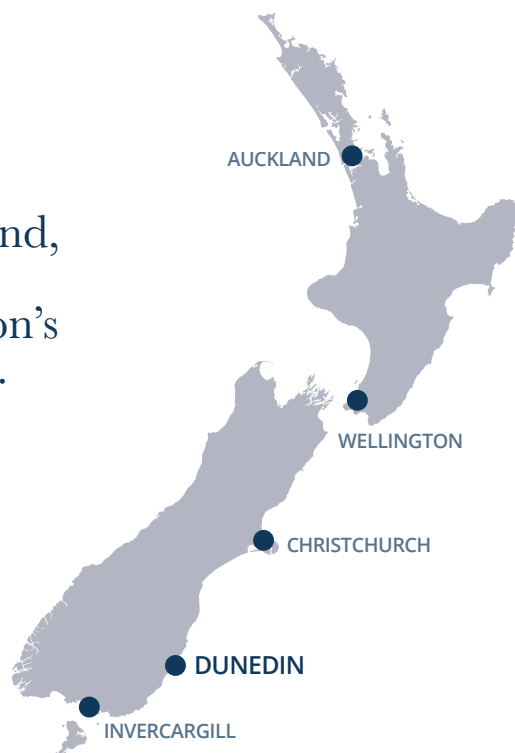 AUCKLAND
nd,
on’s
.
WELLINGTON
CHRISTCHURCH
DUNEDIN
INVERCARGILL